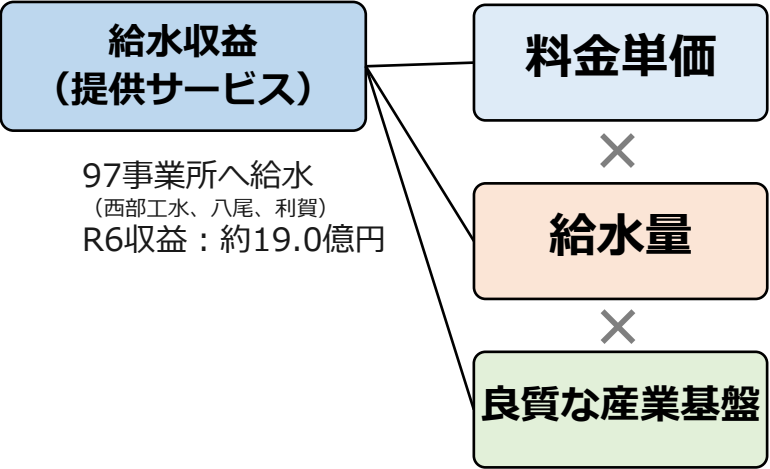 給水収益
（提供サービス）
97事業所へ給水
（西部工水、八尾、利賀）
R6収益：約19.0億円
料金単価
×
給水量
×
良質な産業基盤